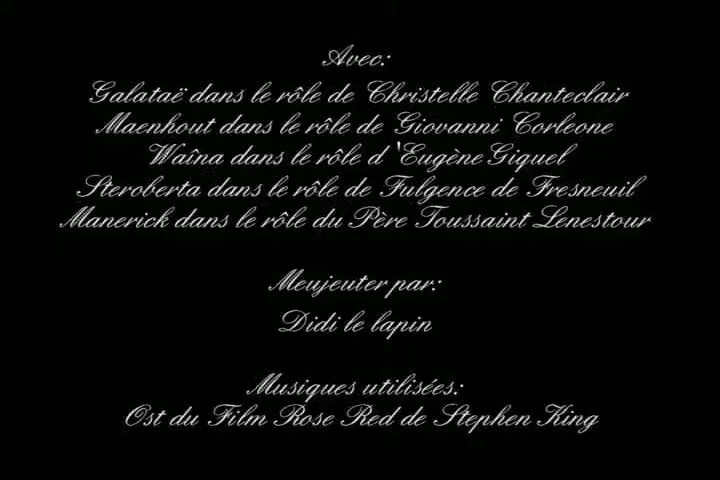 Avec:
Galataë dans le rôle de Christelle Chanteclair
Maenhout dans le rôle de Giovanni Corleone
Waîna dans le rôle d 'Eugène Giquel
Steroberta dans le rôle de Fulgence de Fresneuil
Manerick dans le rôle du Père Toussaint Lenestour
Meujeuter par:
Didi le lapin
Musiques utilisées:
Ost du Film Rose Red de Stephen King